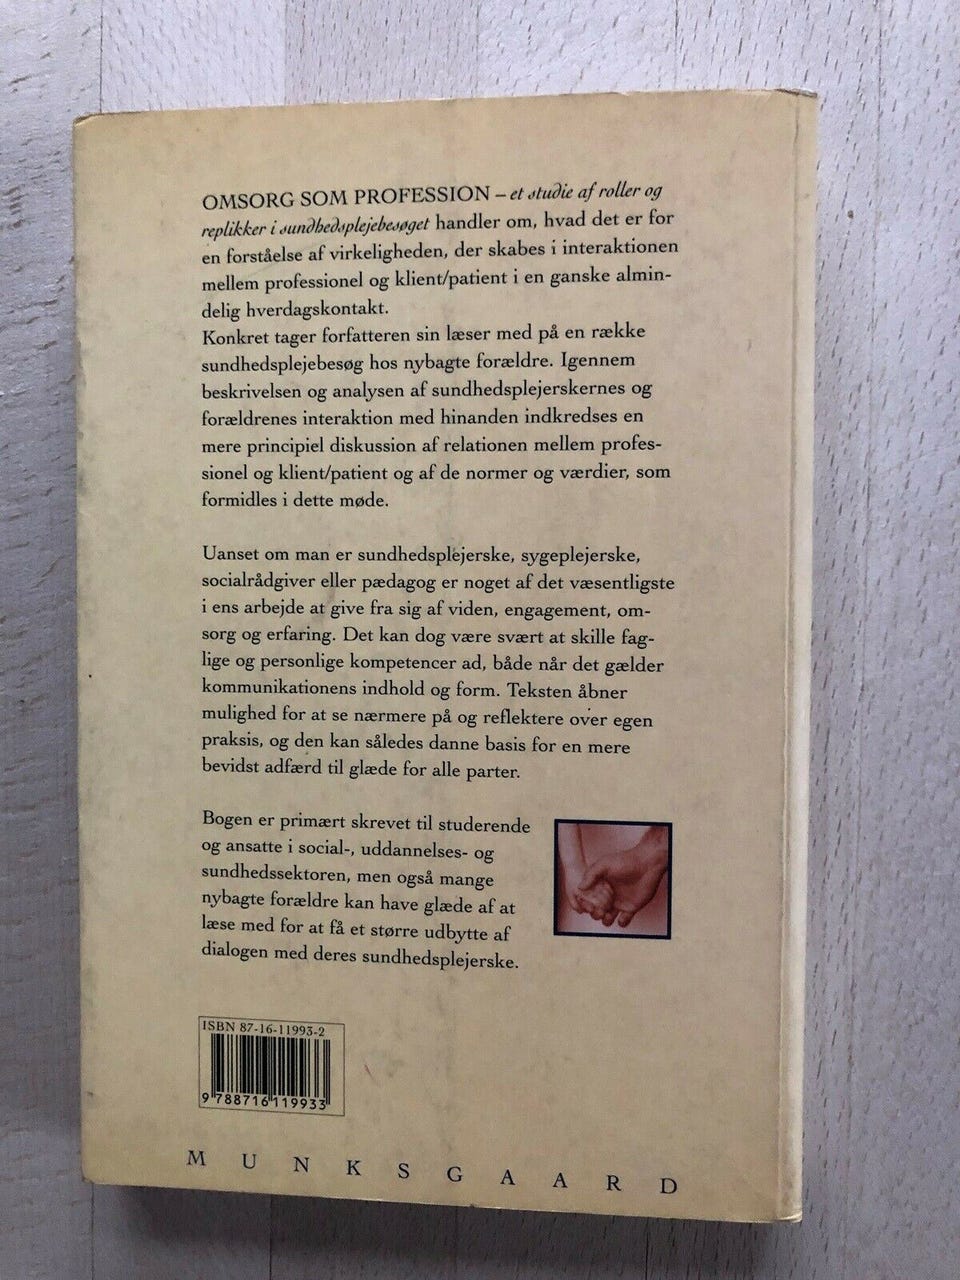 OMSORG SOM PROFESSION – et studie af roller og
replikker i sundhedsplejebesøget handler om, hvad det er for
en forståelse af virkeligheden, der skabes i interaktionen
mellem professionel og klient/patient i en ganske almin-
delig hverdagskontakt.
Konkret tager forfatteren sin læser med på en række
sundhedsplejebesøg hos nybagte forældre. Igennem
beskrivelsen og analysen af sundhedsplejerskernes og
forældrenes interaktion med hinanden indkredses en
mere principiel diskussion af relationen mellem profes-
sionel og klient/patient og af de normer og værdier, som
formidles i dette møde.
Uanset om man er sundhedsplejerske, sygeplejerske,
socialrådgiver eller pædagog er noget af det væsentligste
i ens arbejde at give fra sig af viden, engagement, om-
sorg og erfaring. Det kan dog være svært at skille fag-
lige og personlige kompetencer ad, både når det gælder
kommunikationens indhold og form. Teksten åbner
mulighed for at se nærmere på og reflektere over egen
praksis, og den kan således danne basis for en mere
bevidst adfærd til glæde for alle parter.
Bogen er primært skrevet til studerende
og ansatte i social-, uddannelses- og
sundhedssektoren, men også mange
nybagte forældre kan have glæde af at
læse med for at få et større udbytte af
dialogen med deres sundhedsplejerske.
ISBN 87-16-11993-2
9 788716 119933
MUNKSGAARD